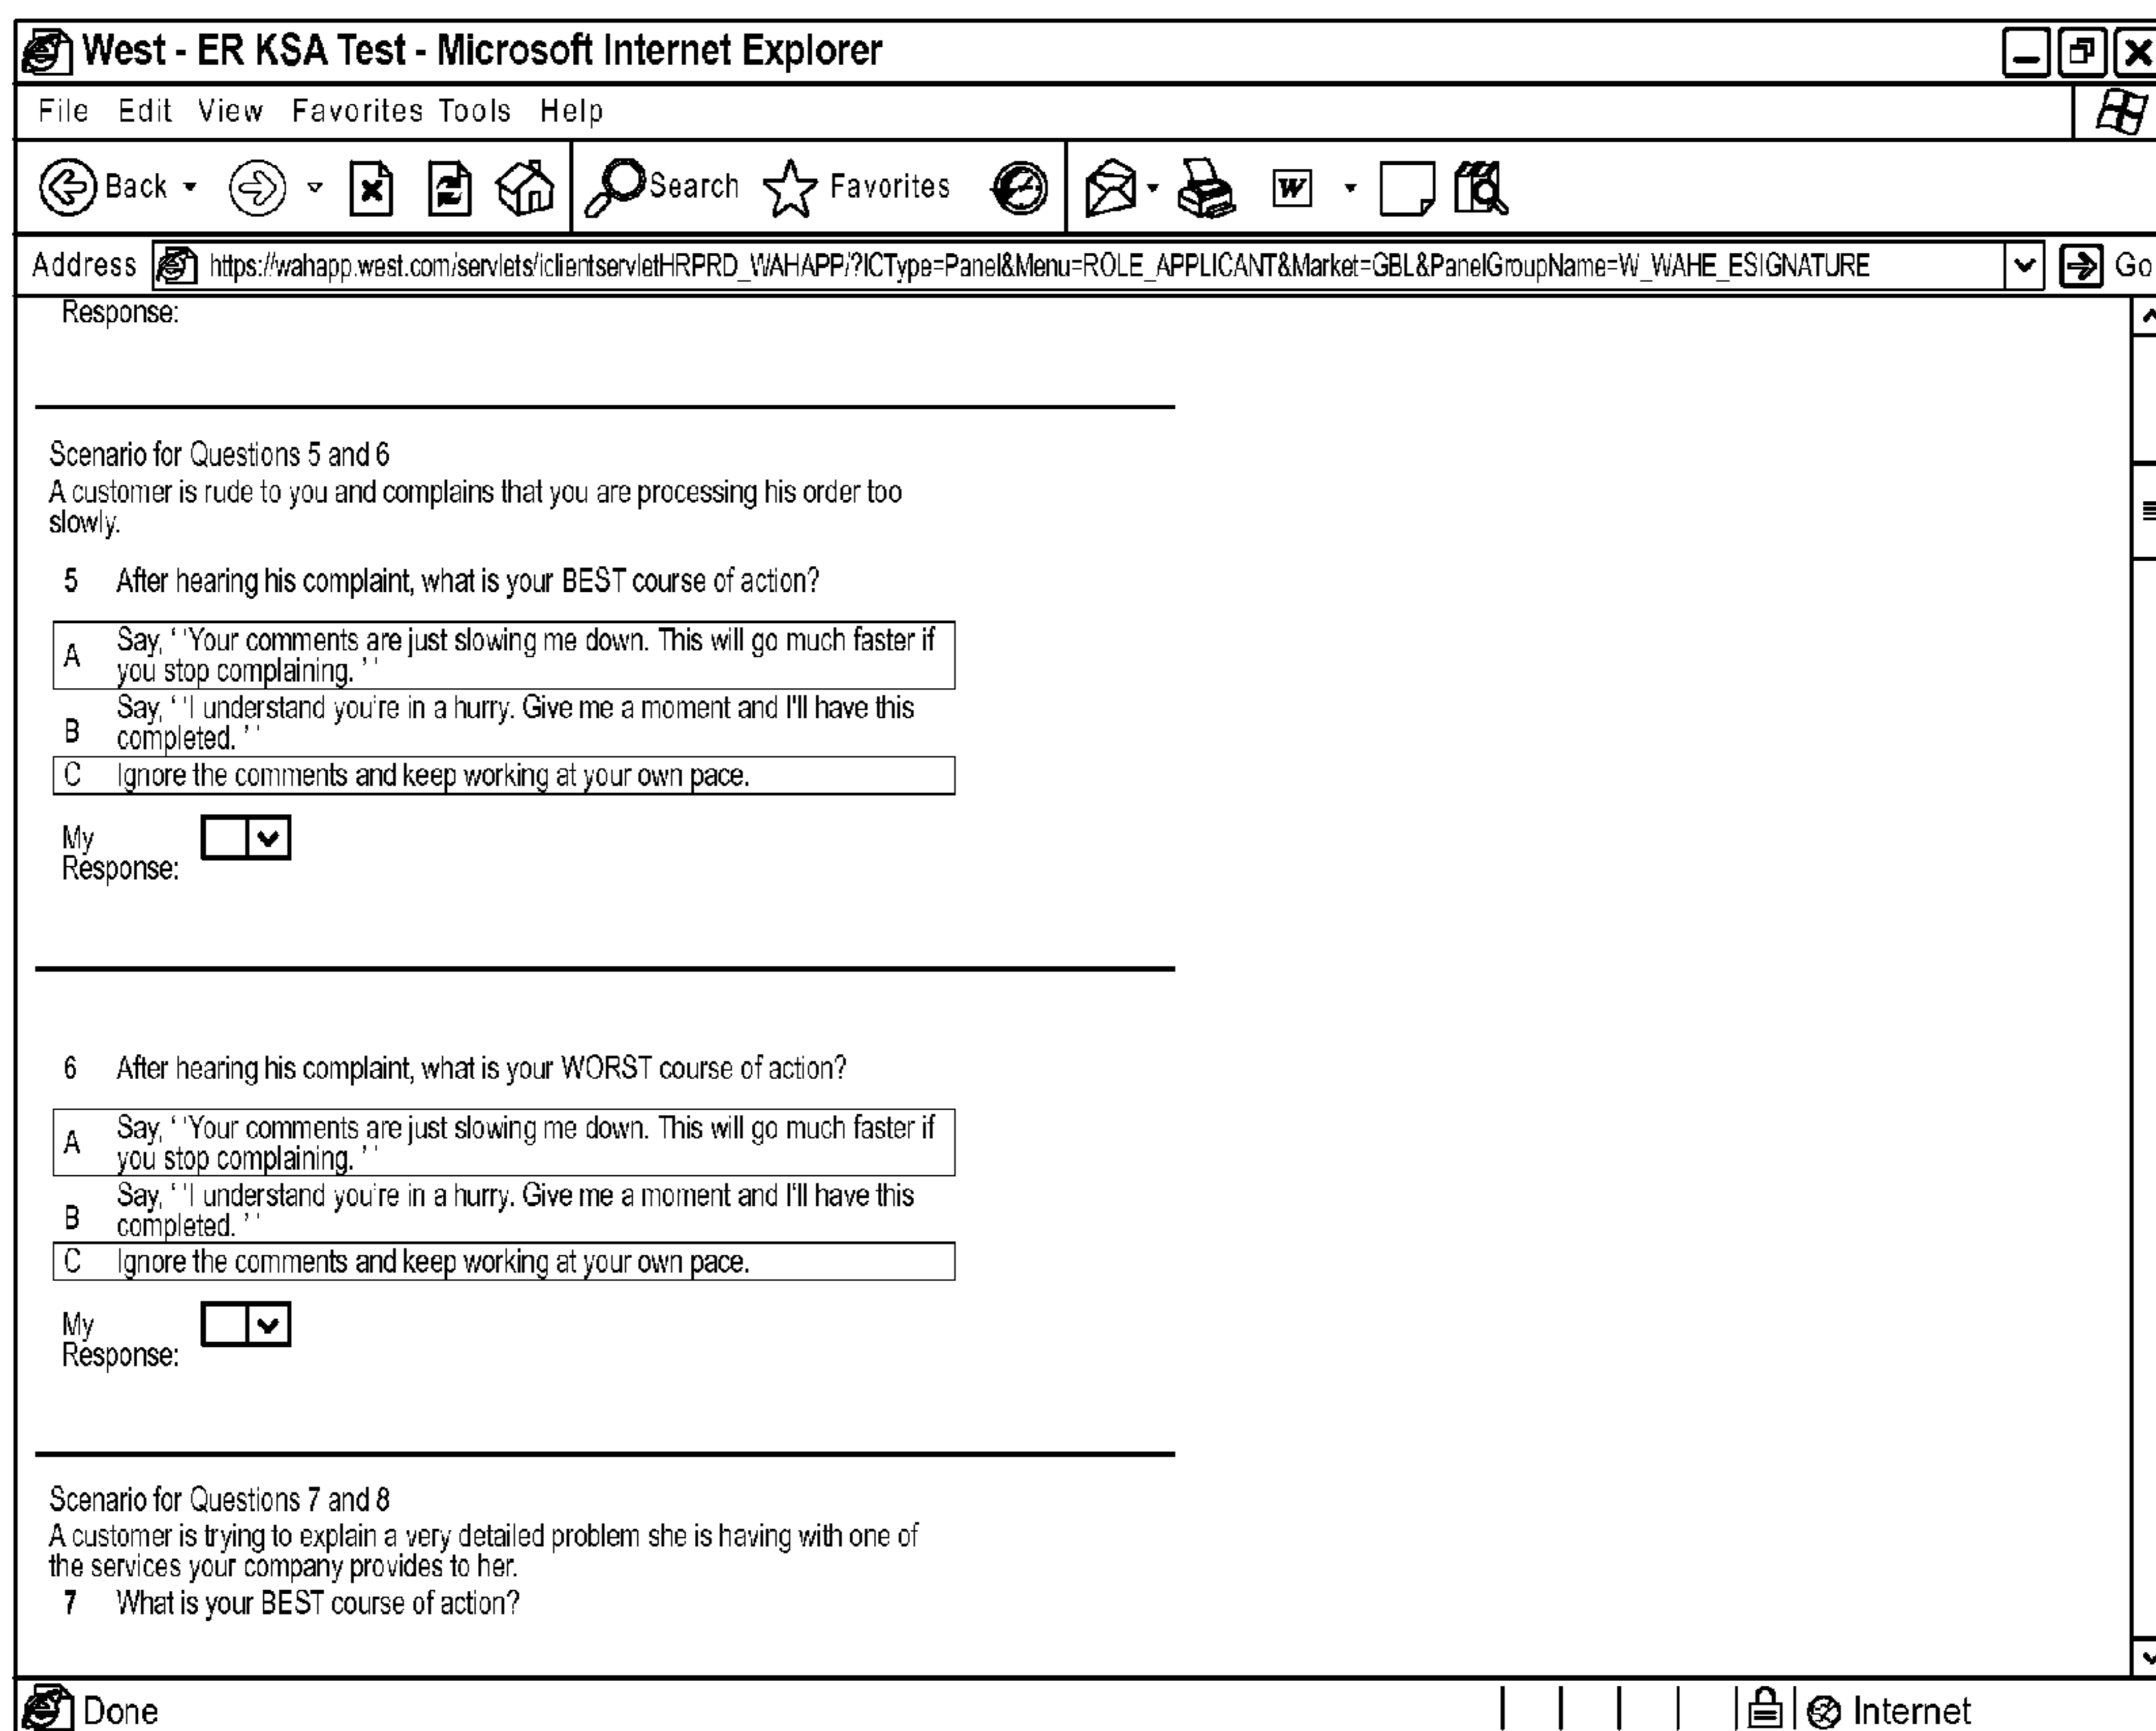 West - ER KSA Test - Microsoft Internet Explorer
File Edit View Favorites Tools Help
Back Search Favorites W
Address https://wahapp.west.com/servlets/iclientservletHRPRD_WAHAPP/?ICType=Panel&Menu=ROLE_APPLICANT&Market=GBL&PanelGroupName=W_WAHE_ESIGNATURE Go
Response:
Scenario for Questions 5 and 6
A customer is rude to you and complains that you are processing his order too
slowly.
5 After hearing his complaint, what is your BEST course of action?
A Say, ‘'Your comments are just slowing me down. This will go much faster if
you stop complaining. ’'
B Say, ‘'I understand you're in a hurry. Give me a moment and I'll have this
completed. ’'
C Ignore the comments and keep working at your own pace.
My
Response:
6 After hearing his complaint, what is your WORST course of action?
A Say, ‘'Your comments are just slowing me down. This will go much faster if
you stop complaining. ’'
B Say, ‘'I understand you're in a hurry. Give me a moment and I'll have this
completed. ’'
C Ignore the comments and keep working at your own pace.
My
Response:
Scenario for Questions 7 and 8
A customer is trying to explain a very detailed problem she is having with one of
the services your company provides to her.
7 What is your BEST course of action?
Done Internet